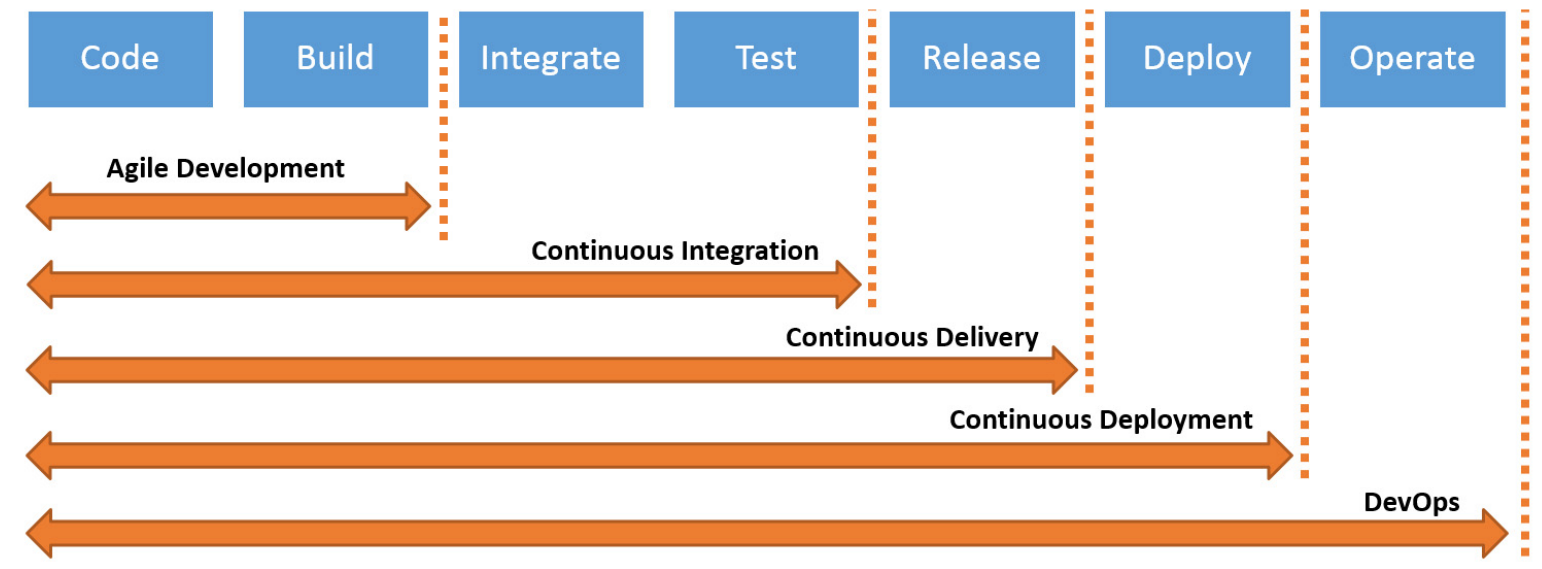 Code
Build
Integrate
Test
Release
Deploy
Operate
Agile Development
Continuous Integration
Continuous Delivery
Continuous Deployment
DevOps